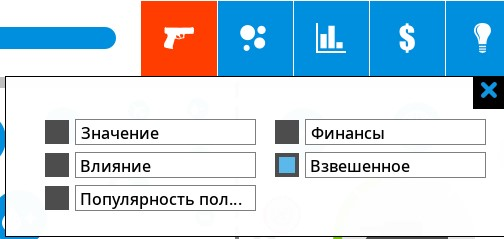 Значение
Финансы
Влияние
Взвешенное
Популярность пол...